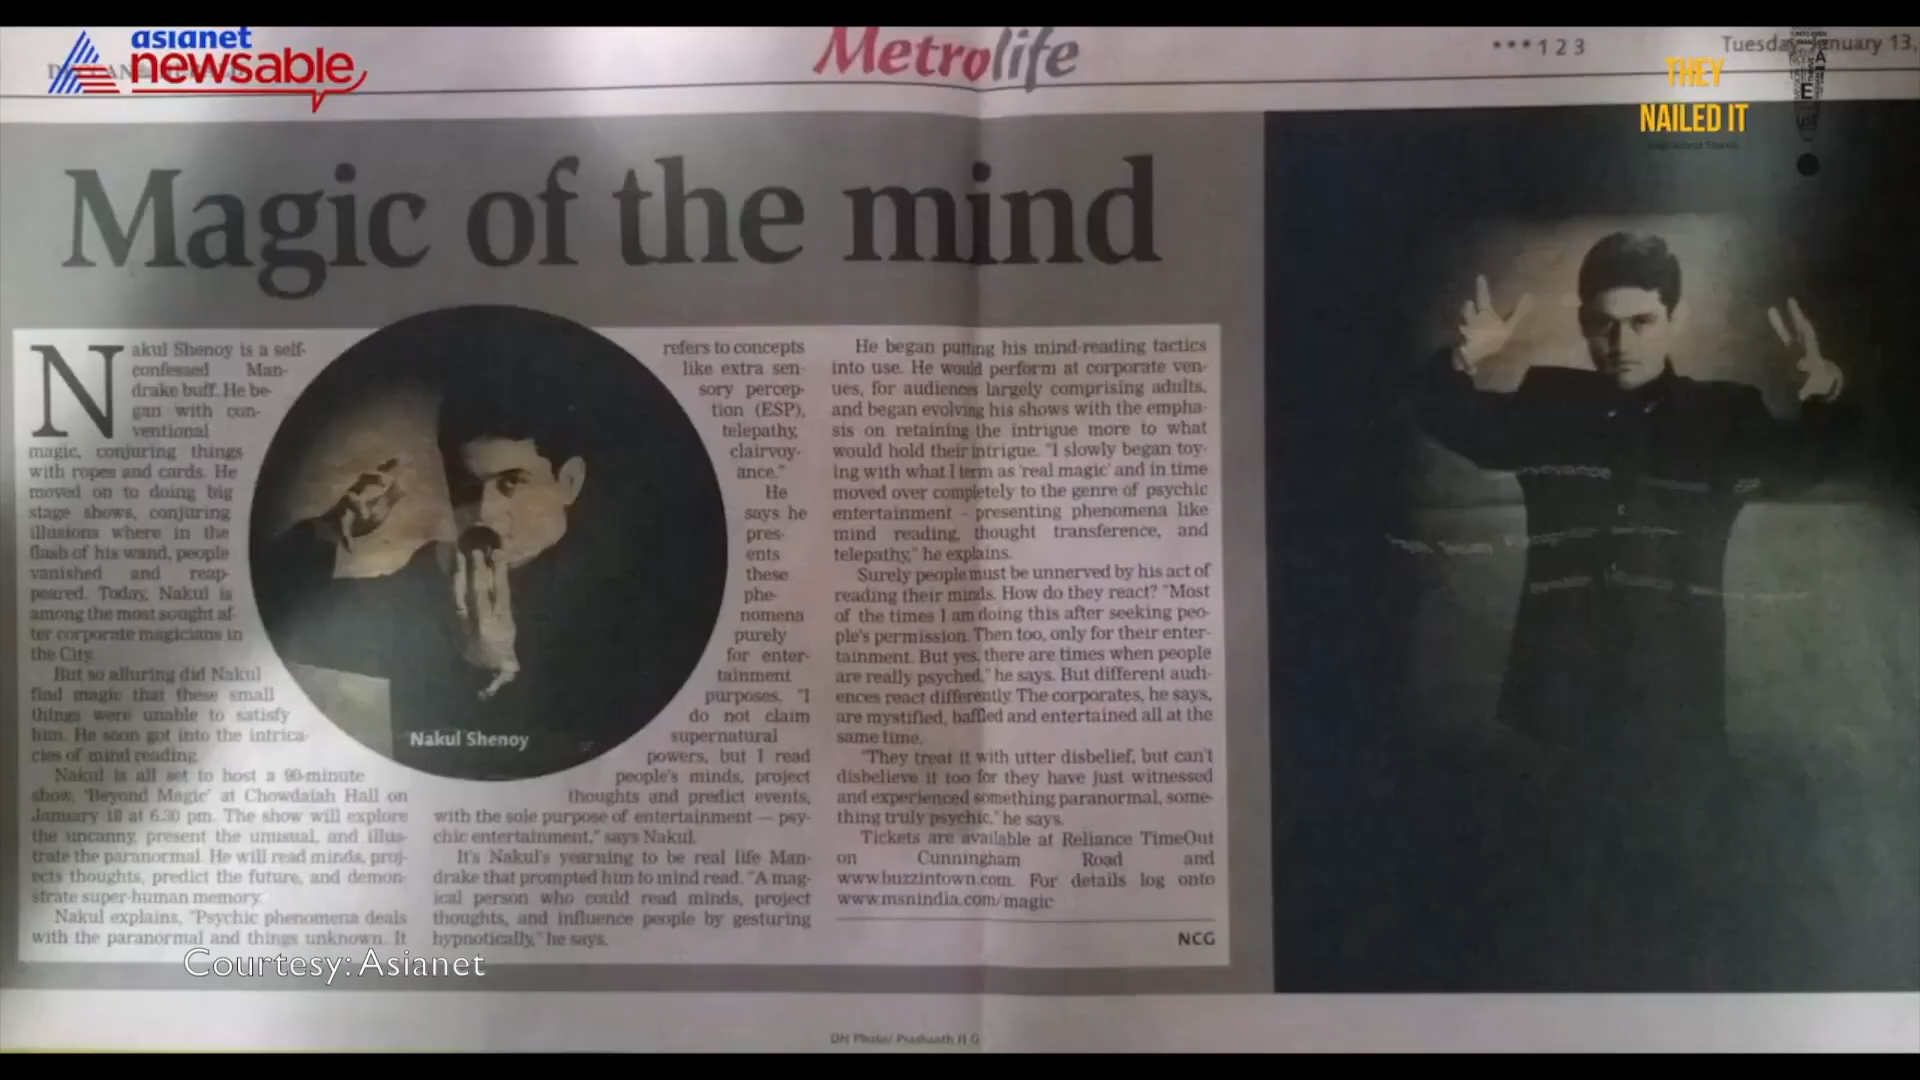 asianet
newsable
Metrolife
***123
Tuesday, January 13,
THEY
NAILED IT
Magic of the mind
Nakul Shenoy is a self-
confessed Man-
drake buff. He be-
gan with con-
ventional
magic, conjuring things
with ropes and cards. He
moved on to doing big
stage shows, conjuring
illusions where in the
flash of his wand, people
vanished and reap-
peared. Today, Nakul is
among the most sought af-
ter corporate magicians in
the City.
But so alluring did Nakul
find magic that these small
things were unable to satisfy
him. He soon got into the intrica-
cies of mind reading.
Nakul is all set to host a 90-minute
show, 'Beyond Magic' at Chowdaiah Hall on
January 18 at 6.30 pm. The show will explore
the uncanny, present the unusual, and illus-
trate the paranormal. He will read minds, proj-
ects thoughts, predict the future, and demon-
strate super-human memory.
Nakul explains, "Psychic phenomena deals
with the paranormal and things unknown. It
Nakul Shenoy
refers to concepts
like extra sen-
sory percep-
tion (ESP),
telepathy,
clairvoy-
ance."
He
says he
pres-
ents
these
phe-
nomena
purely
for enter-
tainment
purposes. "I
do not claim
supernatural
powers, but I read
people's minds, project
thoughts and predict events,
with the sole purpose of entertainment — psy-
chic entertainment," says Nakul.
It's Nakul's yearning to be real life Man-
drake that prompted him to mind read. "A mag-
ical person who could read minds, project
thoughts, and influence people by gesturing
hypnotically," he says.
He began putting his mind-reading tactics
into use. He would perform at corporate ven-
ues, for audiences largely comprising adults,
and began evolving his shows with the empha-
sis on retaining the intrigue more to what
would hold their intrigue. "I slowly began toy-
ing with what I term as 'real magic' and in time
moved over completely to the genre of psychic
entertainment - presenting phenomena like
mind reading, thought transference, and
telepathy," he explains.
Surely people must be unnerved by his act of
reading their minds. How do they react? "Most
of the times I am doing this after seeking peo-
ple's permission. Then too, only for their enter-
tainment. But yes, there are times when people
are really psyched," he says. But different audi-
ences react differently. The corporates, he says,
are mystified, baffled and entertained all at the
same time.
"They treat it with utter disbelief, but can't
disbelieve it too for they have just witnessed
and experienced something paranormal, some-
thing truly psychic," he says.
Tickets are available at Reliance TimeOut
on Cunningham Road and
www.buzzintown.com. For details log onto
www.msnindia.com/magic
NCG
Courtesy: Asianet
DH Photo/ Prashanth H G